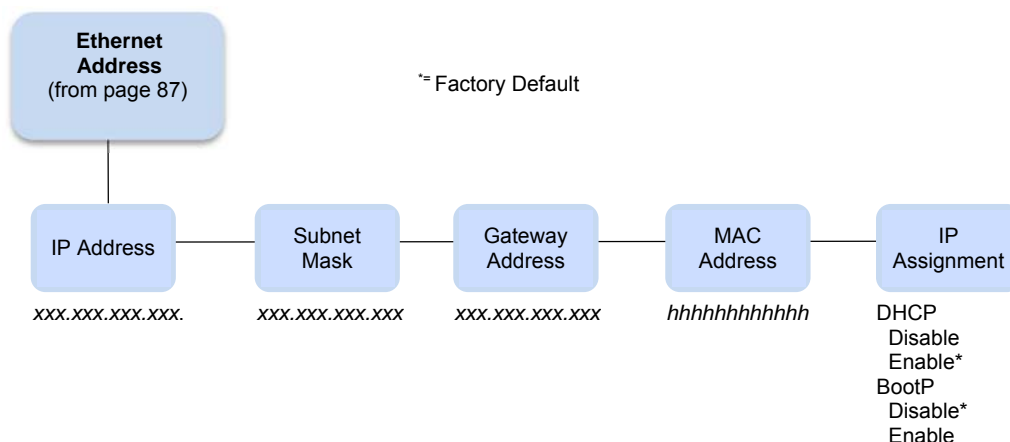 Ethernet
Address
(from page 87)
*= Factory Default
IP Address
Subnet
Mask
Gateway
Address
MAC
Address
IP
Assignment
xxx.xxx.xxx.xxx.
xxx.xxx.xxx.xxx
xxx.xxx.xxx.xxx
hhhhhhhhhhhh
DHCP
Disable
Enable*
BootP
Disable*
Enable